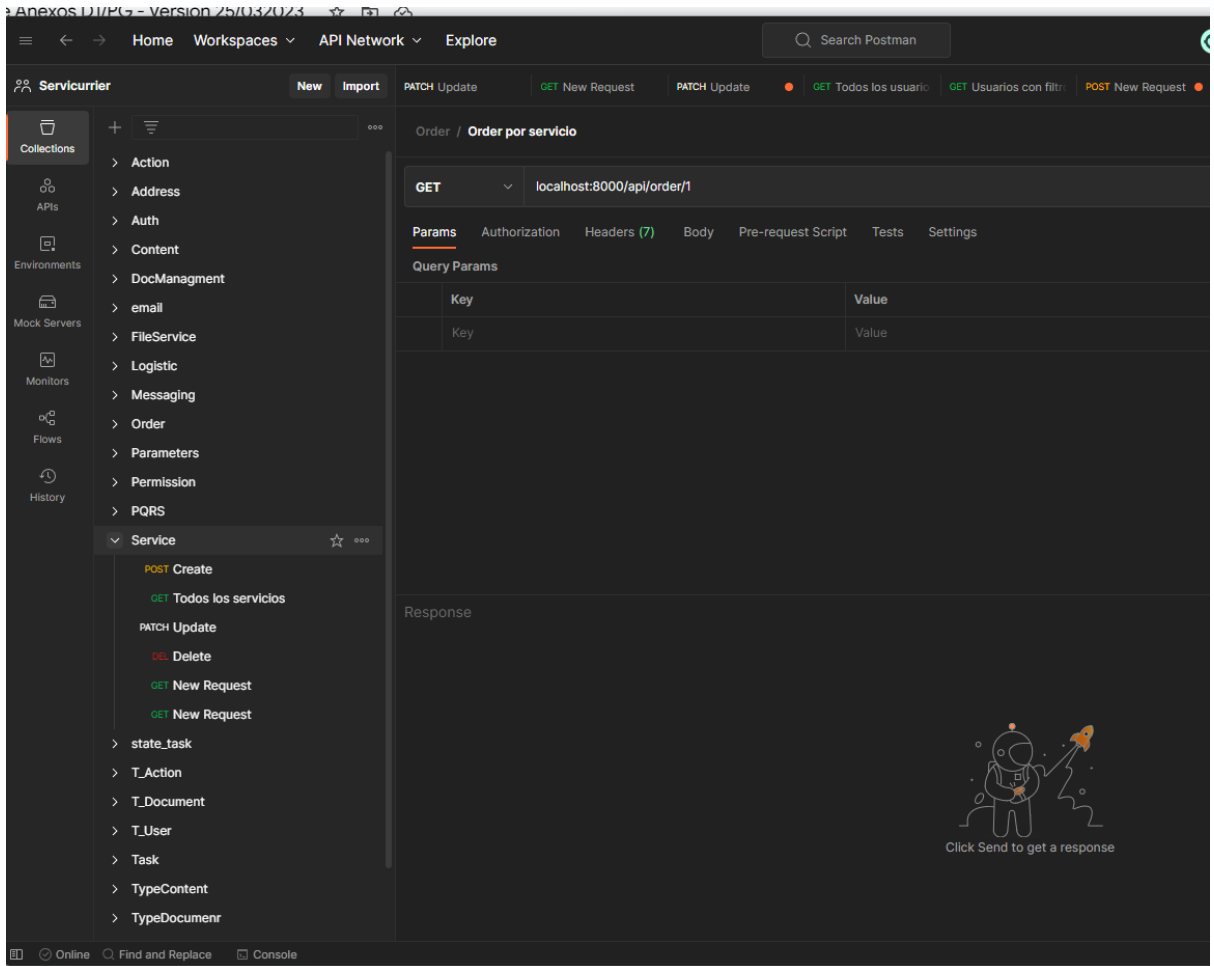 e Anexos DT/PG - Versión 25/032023
Home Workspaces API Network Explore Search Postman
Servicurrier New Import
PATCH Update GET New Request PATCH Update GET Todos los usuario GET Usuarios con filtr POST New Request
Collections
APIs
Environments
Mock Servers
Monitors
Flows
History
Action
Address
Auth
Content
DocManagment
email
FileService
Logistic
Messaging
Order
Parameters
Permission
PQRS
Service
POST Create
GET Todos los servicios
PATCH Update
DEL Delete
GET New Request
GET New Request
state_task
T_Action
T_Document
T_User
Task
TypeContent
TypeDocumenr
Order / Order por servicio
GET localhost:8000/api/order/1
Params Authorization Headers (7) Body Pre-request Script Tests Settings
Query Params
Key Value
Key Value
Response
Click Send to get a response
Online Find and Replace Console